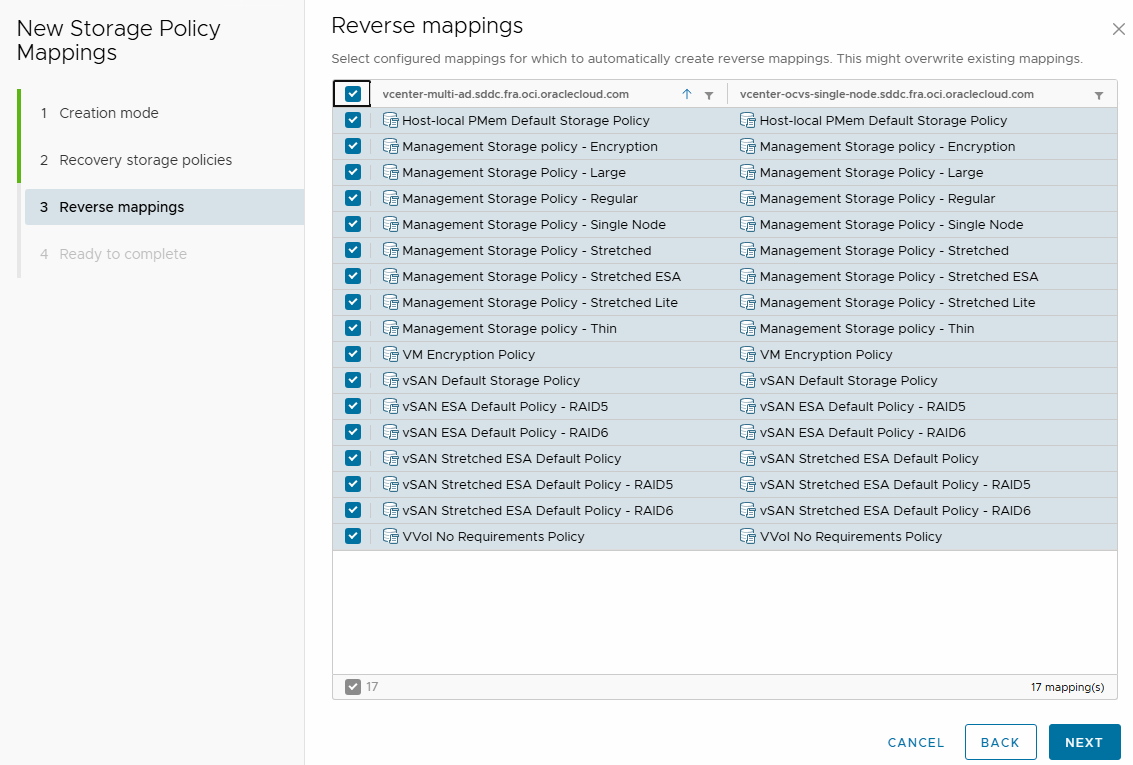 New Storage Policy
Mappings
1 Creation mode
2 Recovery storage policies
3 Reverse mappings
4 Ready to complete
Reverse mappings
Select configured mappings for which to automatically create reverse mappings. This might overwrite existing mappings.
vcenter-multi-ad.sddc.fra.oci.oraclecloud.com vcenter-ocvs-single-node.sddc.fra.oci.oraclecloud.com
Host-local PMem Default Storage Policy Host-local PMem Default Storage Policy
Management Storage policy - Encryption Management Storage policy - Encryption
Management Storage Policy - Large Management Storage Policy - Large
Management Storage Policy - Regular Management Storage Policy - Regular
Management Storage Policy - Single Node Management Storage Policy - Single Node
Management Storage Policy - Stretched Management Storage Policy - Stretched
Management Storage Policy - Stretched ESA Management Storage Policy - Stretched ESA
Management Storage Policy - Stretched Lite Management Storage Policy - Stretched Lite
Management Storage policy - Thin Management Storage policy - Thin
VM Encryption Policy VM Encryption Policy
vSAN Default Storage Policy vSAN Default Storage Policy
vSAN ESA Default Policy - RAID5 vSAN ESA Default Policy - RAID5
vSAN ESA Default Policy - RAID6 vSAN ESA Default Policy - RAID6
vSAN Stretched ESA Default Policy vSAN Stretched ESA Default Policy
vSAN Stretched ESA Default Policy - RAID5 vSAN Stretched ESA Default Policy - RAID5
vSAN Stretched ESA Default Policy - RAID6 vSAN Stretched ESA Default Policy - RAID6
VVol No Requirements Policy VVol No Requirements Policy
17 17 mapping(s)
CANCEL BACK NEXT